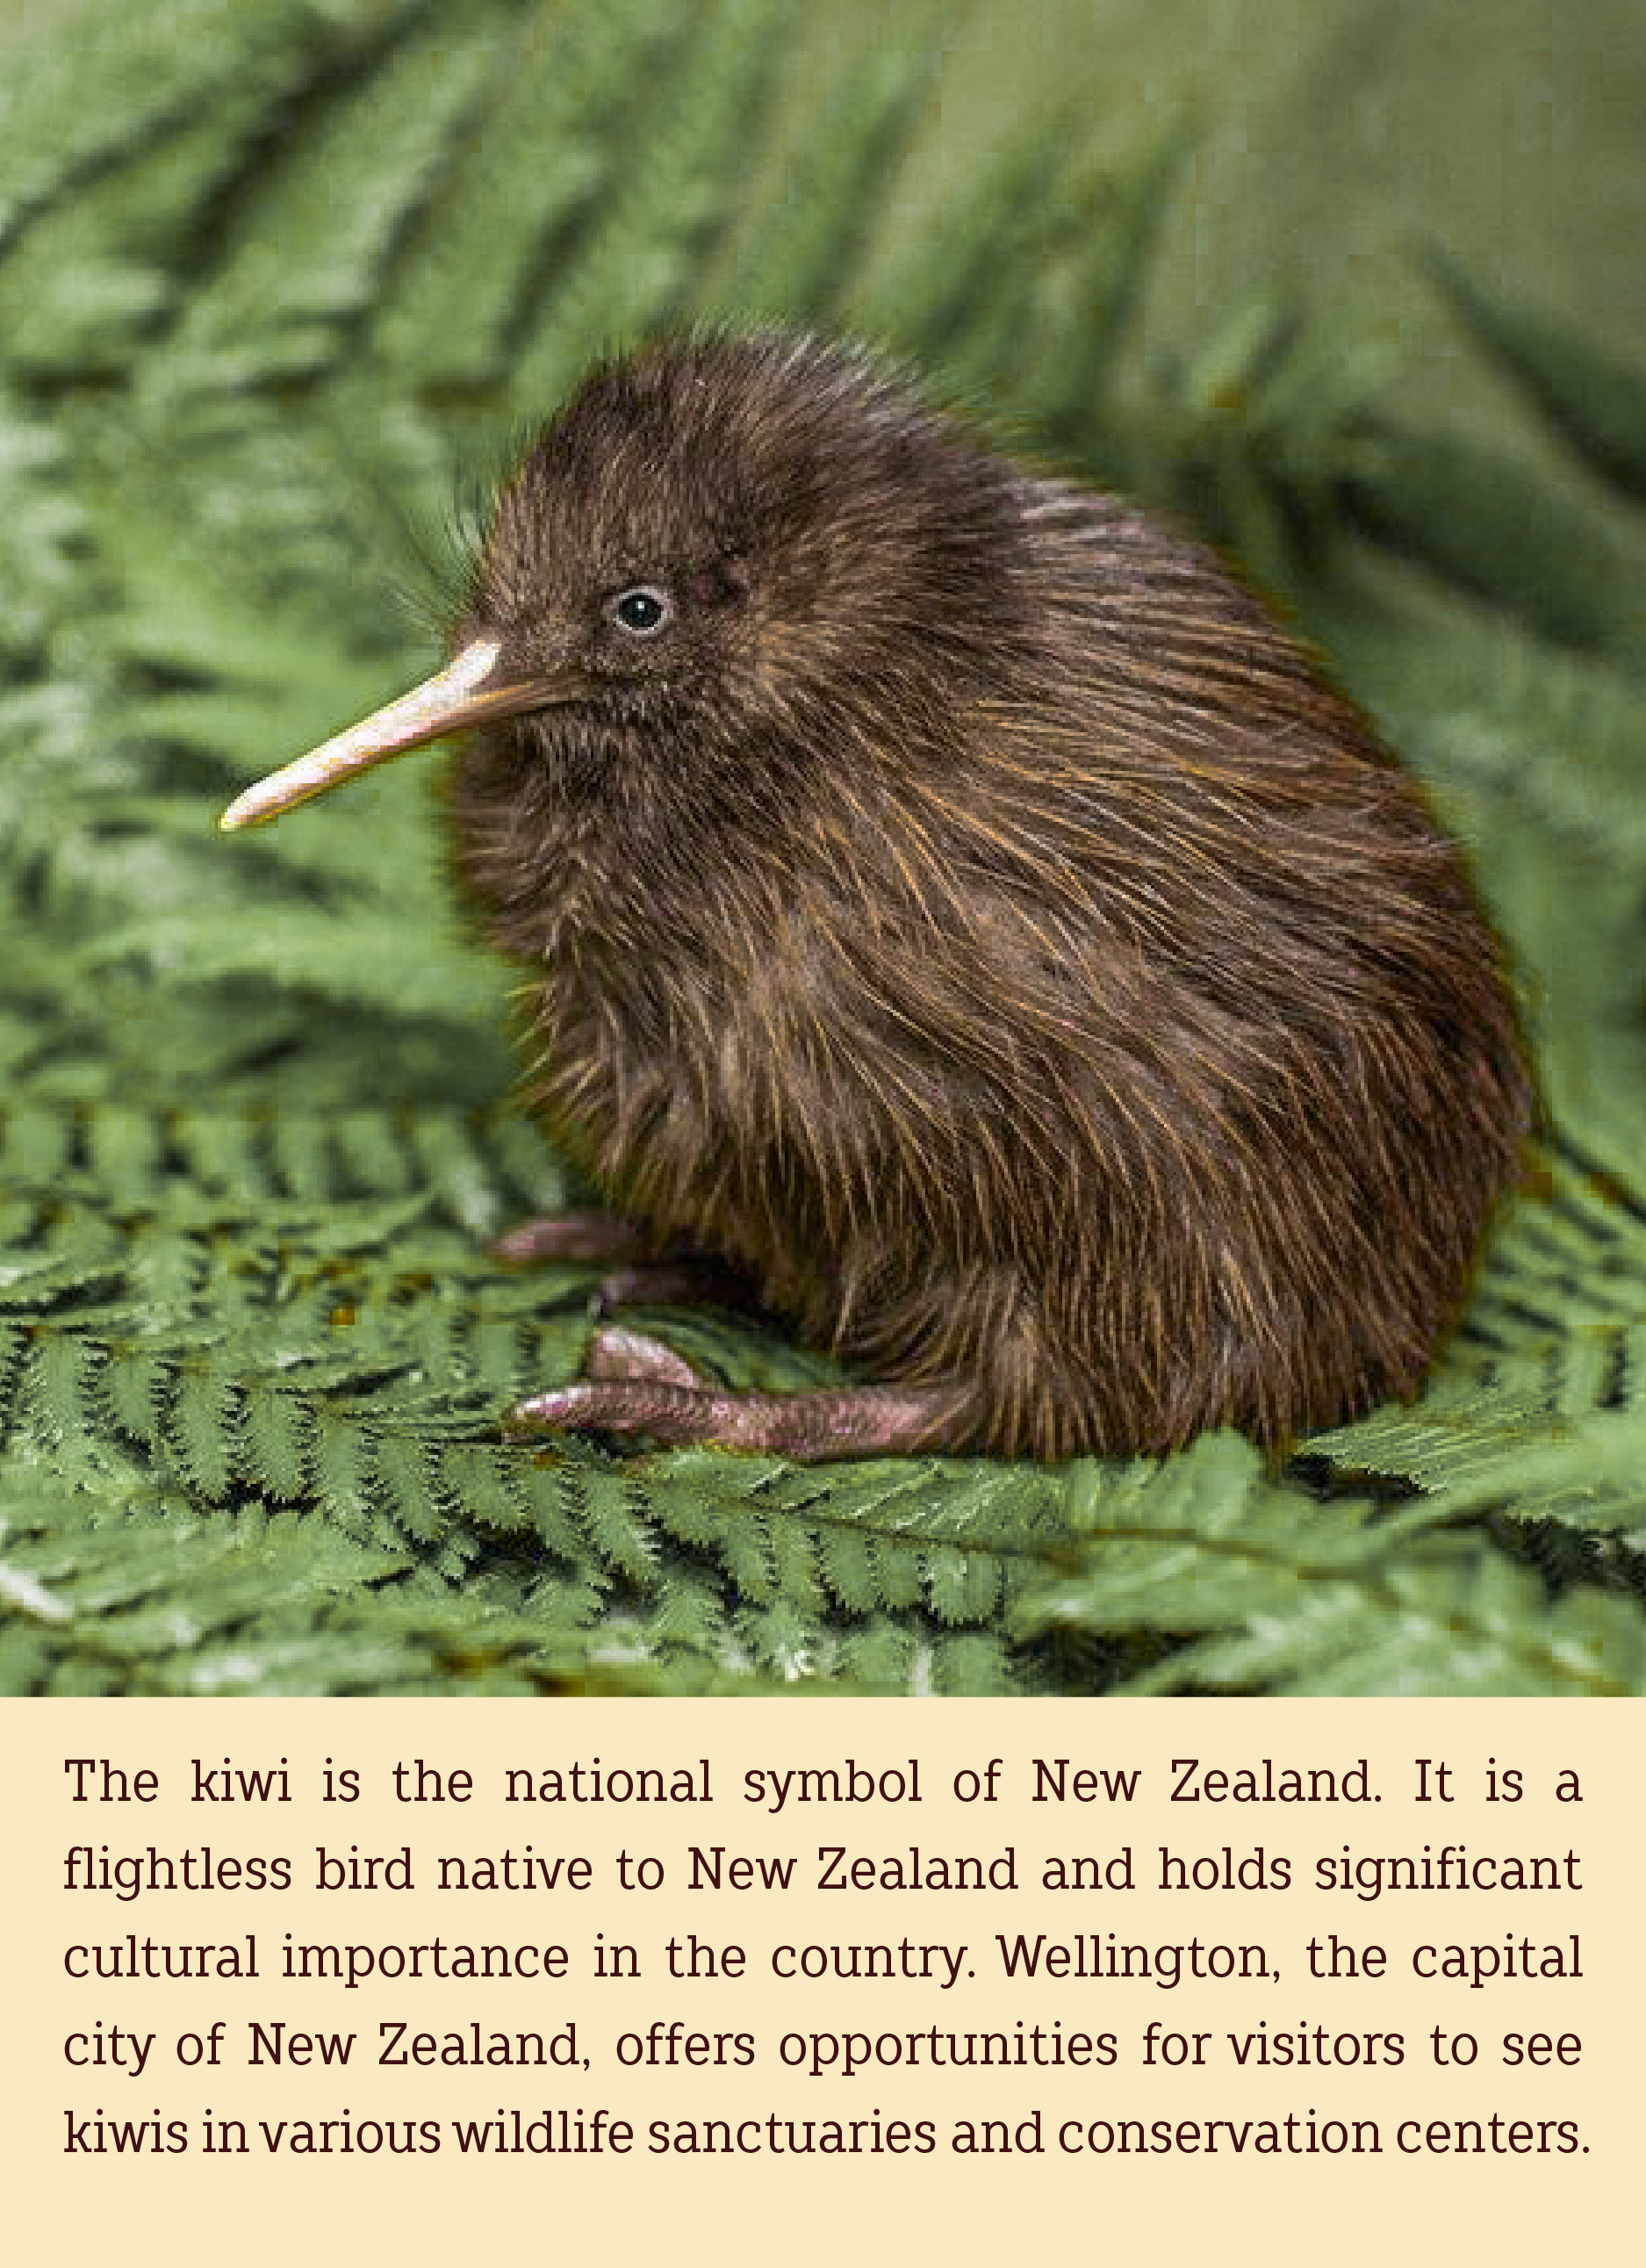 The kiwi is the national symbol of New Zealand. It is a
flightless bird native to New Zealand and holds significant
cultural importance in the country. Wellington, the capital
city of New Zealand, offers opportunities for visitors to see
kiwis in various wildlife sanctuaries and conservation centers.